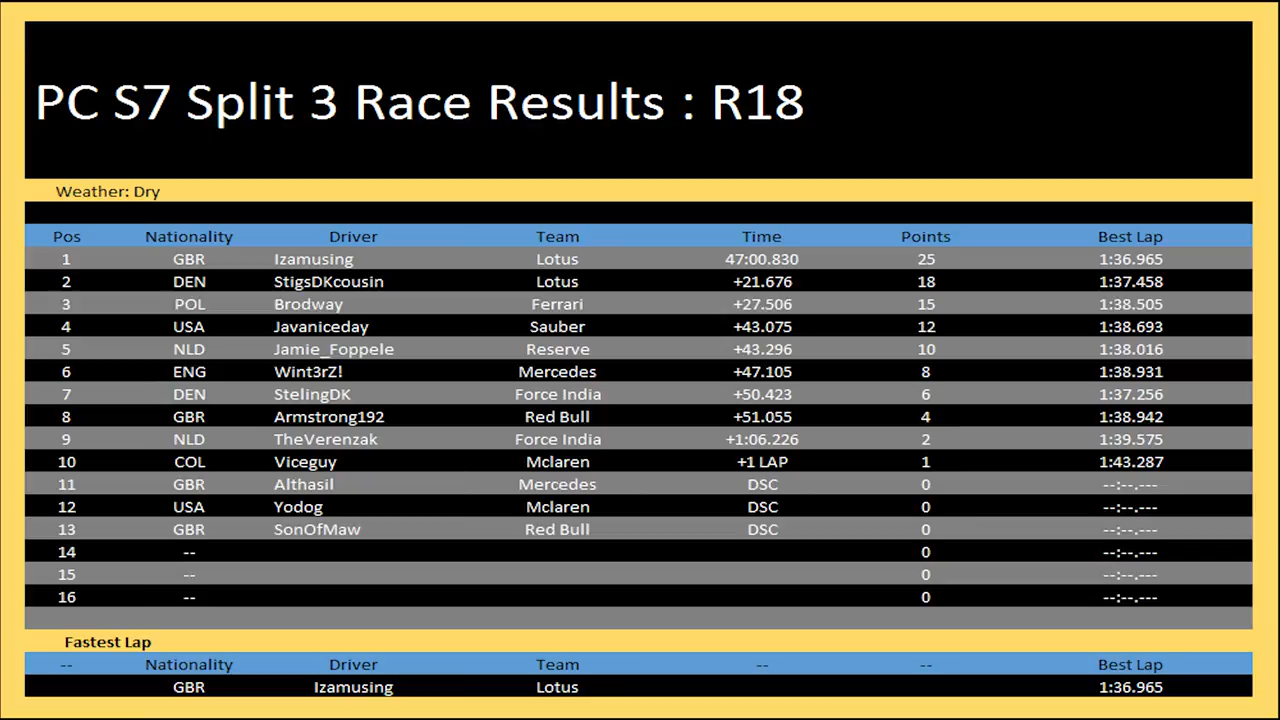 PC S7 Split 3 Race Results : R18
Weather: Dry
Pos Nationality Driver Team Time Points Best Lap
1 GBR Izamusing Lotus 47:00.830 25 1:36.965
2 DEN StigsDKcousin Lotus +21.676 18 1:37.458
3 POL Brodway Ferrari +27.506 15 1:38.505
4 USA Javaniceday Sauber +43.075 12 1:38.693
5 NLD Jamie_Foppele Reserve +43.296 10 1:38.016
6 ENG Wint3rZ! Mercedes +47.105 8 1:38.931
7 DEN StelingDK Force India +50.423 6 1:37.256
8 GBR Armstrong192 Red Bull +51.055 4 1:38.942
9 NLD TheVerenzak Force India +1:06.226 2 1:39.575
10 COL Viceguy Mclaren +1 LAP 1 1:43.287
11 GBR Althasil Mercedes DSC 0 --:--.---
12 USA Yodog Mclaren DSC 0 --:--.---
13 GBR SonOfMaw Red Bull DSC 0 --:--.---
14 -- 0 --:--.---
15 -- 0 --:--.---
16 -- 0 --:--.---
Fastest Lap
-- Nationality Driver Team -- -- Best Lap
GBR Izamusing Lotus 1:36.965